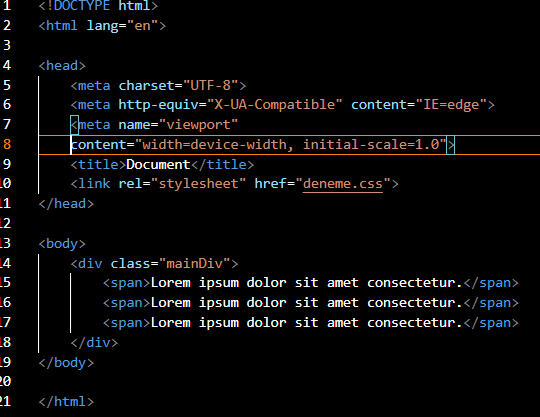 1 <!DOCTYPE html>
2 <html lang="en">
3
4 <head>
5 <meta charset="UTF-8">
6 <meta http-equiv="X-UA-Compatible" content="IE=edge">
7 <meta name="viewport"
8 content="width=device-width, initial-scale=1.0">
9 <title>Document</title>
10 <link rel="stylesheet" href="deneme.css">
11 </head>
12
13 <body>
14 <div class="mainDiv">
15 <span>Lorem ipsum dolor sit amet consectetur.</span>
16 <span>Lorem ipsum dolor sit amet consectetur.</span>
17 <span>Lorem ipsum dolor sit amet consectetur.</span>
18 </div>
19 </body>
20
21 </html>